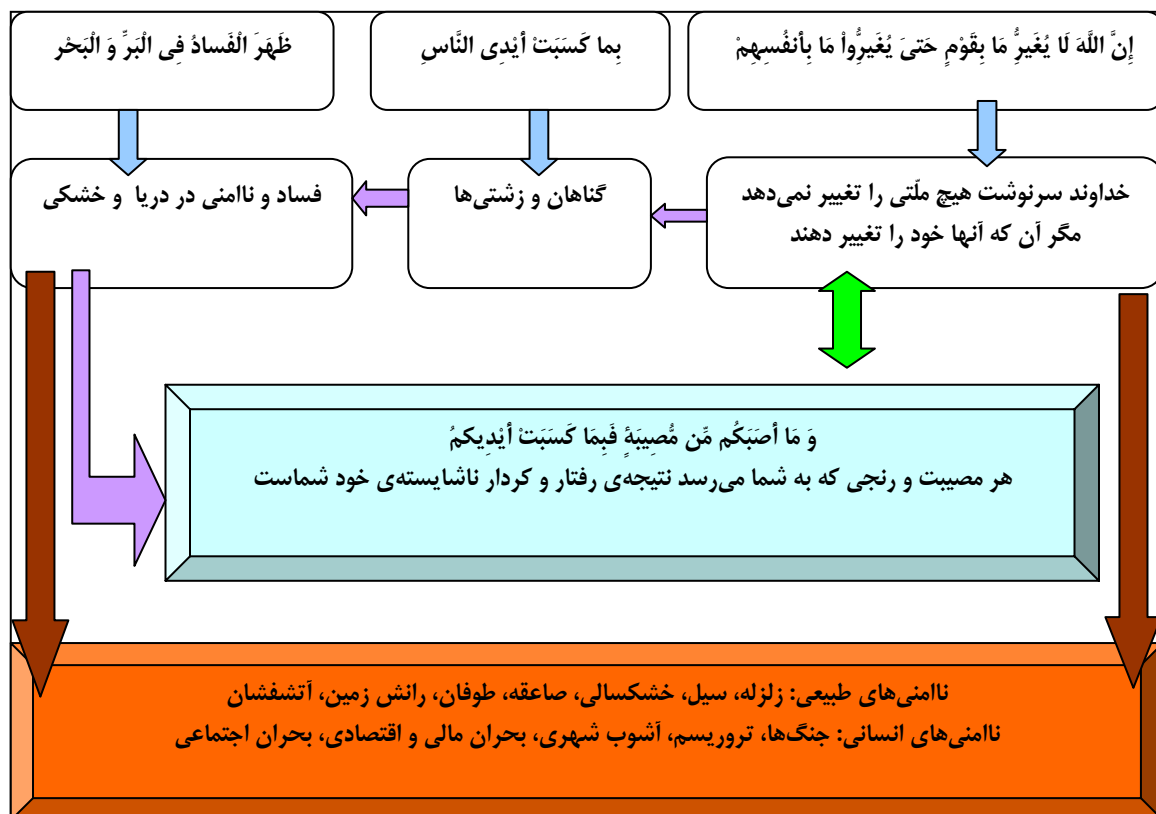 إِنَّ اللَّهَ لَا يُغَيرُِّ مَا بِقَوْمٍ حَتىَ يُغَيرُِّواْ مَا بِأَنفُسِهِمْ
بِما كَسَبَتْ أَيْدِی النَّاسِ
ظَهَرَ الْفَسادُ فِی الْبَرِّ وَ الْبَحْر
خداوند سرنوشت هیچ ملّتی را تغییر نمی‌دهد
مگر آن که آنها خود را تغییر دهند
گناهان و زشتی‌ها
فساد و ناامنی در دریا و خشکی
وَ مَا أَصَبَكُم مِّن مُّصِيبَةٍ فَبِمَا كَسَبَتْ أَيْدِيكمُ
هر مصیبت و رنجی که به شما می‌رسد نتیجه‌ی رفتار و کردار ناشایسته‌ی خود شماست
ناامنی‌های طبیعی: زلزله، سیل، خشکسالی، صاعقه، طوفان، رانش زمین، آتشفشان
ناامنی‌های انسانی: جنگ‌ها، تروریسم، آشوب شهری، بحران مالی و اقتصادی، بحران اجتماعی